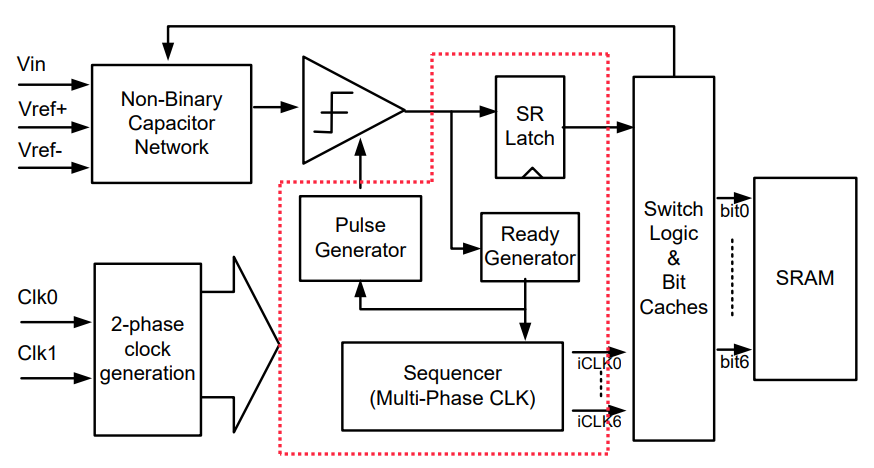 Vin
Vref+
Vref-
Non-Binary
Capacitor
Network
SR
Latch
Pulse
Generator
Ready
Generator
Switch
Logic
&
Bit
Caches
bit0
bit6
SRAM
Clk0
Clk1
2-phase
clock
generation
Sequencer
(Multi-Phase CLK)
iCLK0
iCLK6